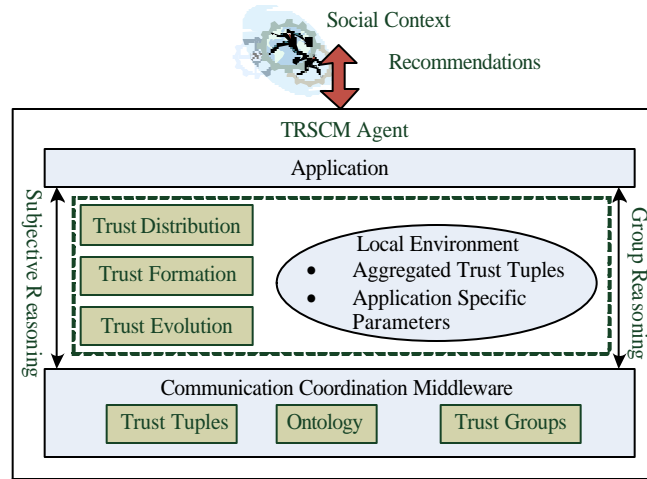 Social Context
Recommendations
TRSCM Agent
Application
Subjective Reasoning
Trust Distribution
Trust Formation
Trust Evolution
Local Environment
• Aggregated Trust Tuples
• Application Specific
Parameters
Group Reasoning
Communication Coordination Middleware
Trust Tuples
Ontology
Trust Groups